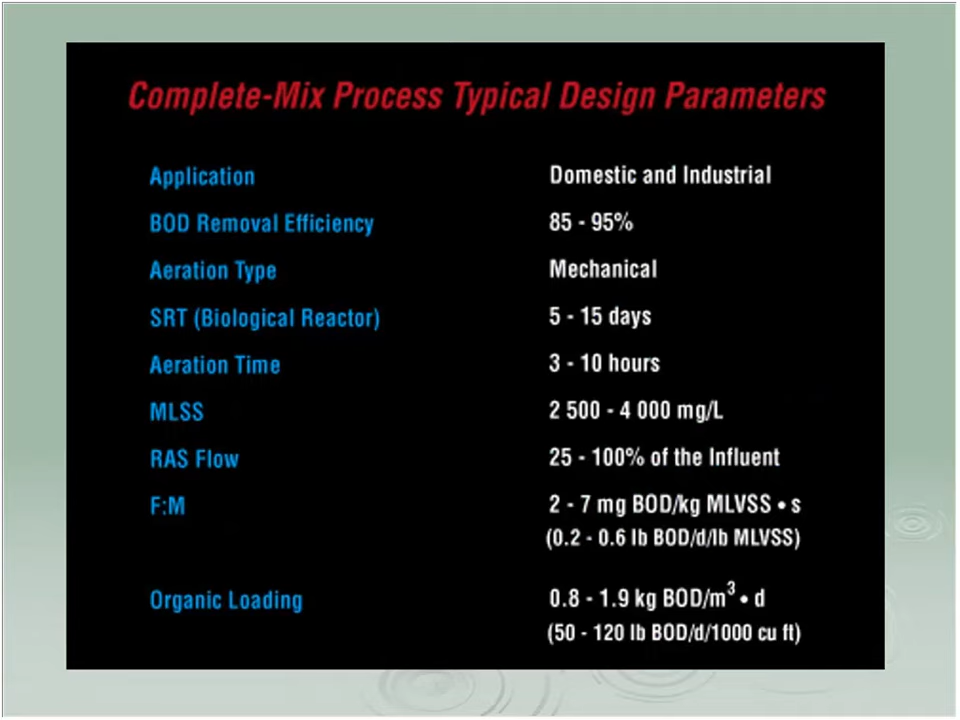 Complete-Mix Process Typical Design Parameters
Application Domestic and Industrial
BOD Removal Efficiency 85 - 95%
Aeration Type Mechanical
SRT (Biological Reactor) 5 - 15 days
Aeration Time 3 - 10 hours
MLSS 2 500 - 4 000 mg/L
RAS Flow 25 - 100% of the Influent
F:M 2 - 7 mg BOD/kg MLVSS • s
(0.2 - 0.6 lb BOD/d/lb MLVSS)
Organic Loading 0.8 - 1.9 kg BOD/m³ • d
(50 - 120 lb BOD/d/1000 cu ft)